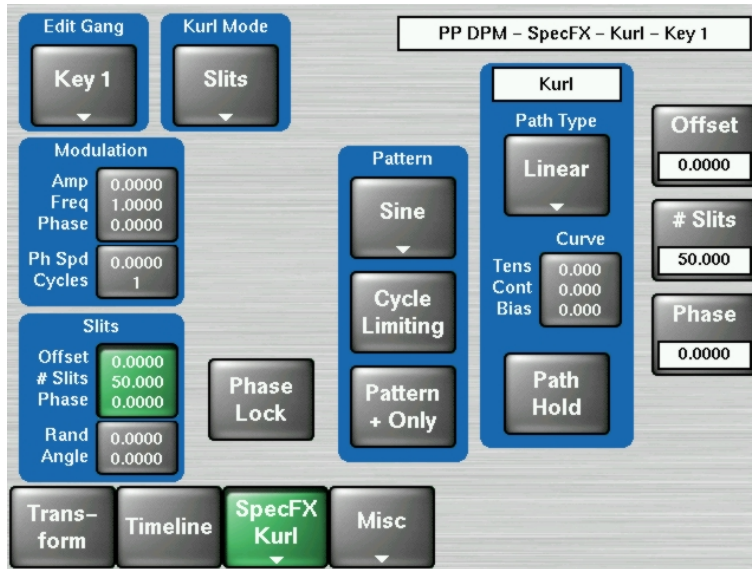 Edit Gang
Key 1
Kurl Mode
Slits
PP DPM – SpecFX – Kurl – Key 1
Modulation
Amp 0.0000
Freq 1.0000
Phase 0.0000
Ph Spd 0.0000
Cycles 1
Slits
Offset 0.0000
# Slits 50.000
Phase 0.0000
Rand 0.0000
Angle 0.0000
Phase
Lock
Pattern
Sine
Cycle
Limiting
Pattern
+ Only
Kurl
Path Type
Linear
Curve
Tens 0.000
Cont 0.000
Bias 0.000
Path
Hold
Offset
0.0000
# Slits
50.000
Phase
0.0000
Trans–
form
Timeline
SpecFX
Kurl
Misc